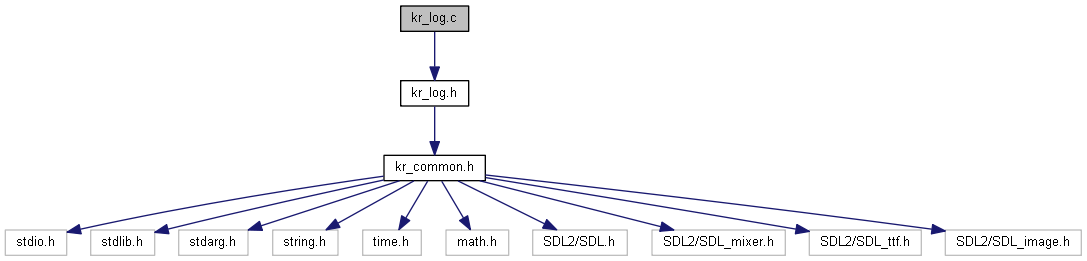 kr_log.c
kr_log.h
kr_common.h
stdio.h
stdlib.h
stdarg.h
string.h
time.h
math.h
SDL2/SDL.h
SDL2/SDL_mixer.h
SDL2/SDL_ttf.h
SDL2/SDL_image.h